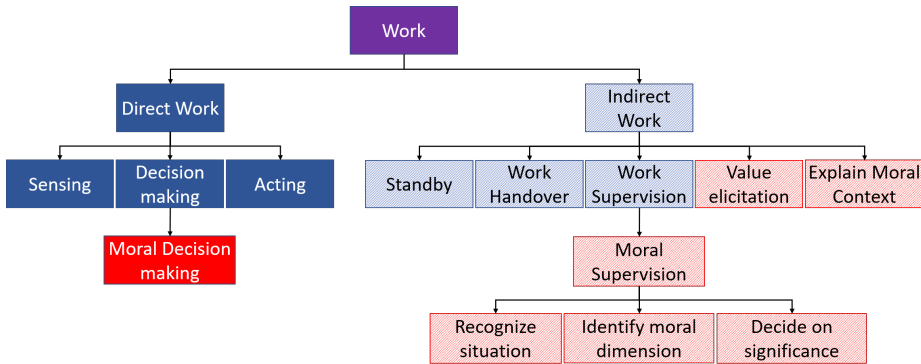 Work
Direct Work
Indirect
Work
Sensing
Decision
making
Acting
Standby
Work
Handover
Work
Supervision
Value
elicitation
Explain Moral
Context
Moral Decision
making
Moral
Supervision
Recognize
situation
Identify moral
dimension
Decide on
significance